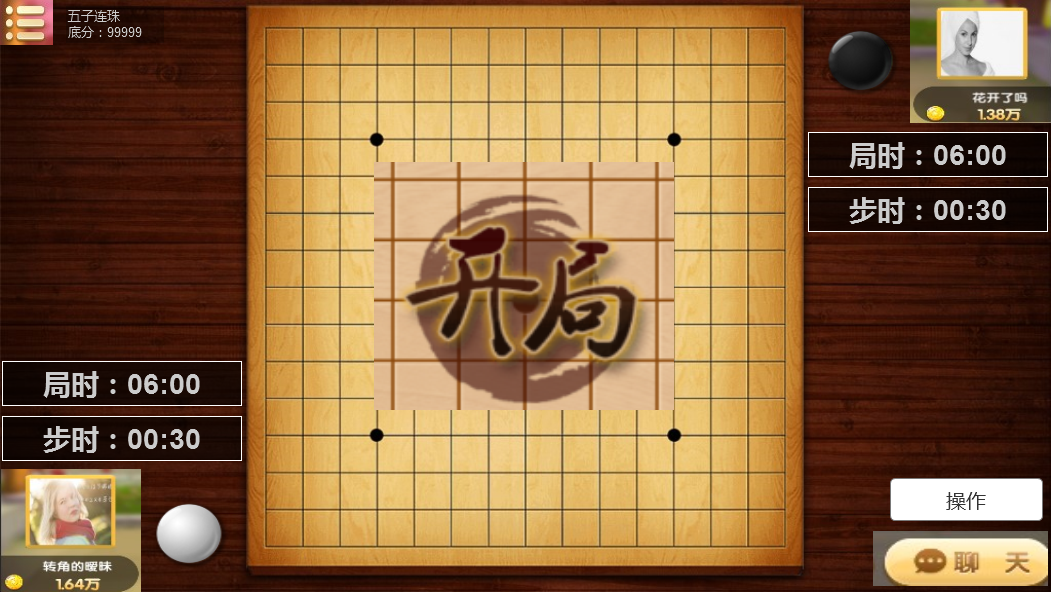 五子连珠
底分：99999
花开了吗
1.38万
局时：06:00
步时：00:30
开局
局时：06:00
步时：00:30
转角的暧昧
1.64万
操作
聊 天